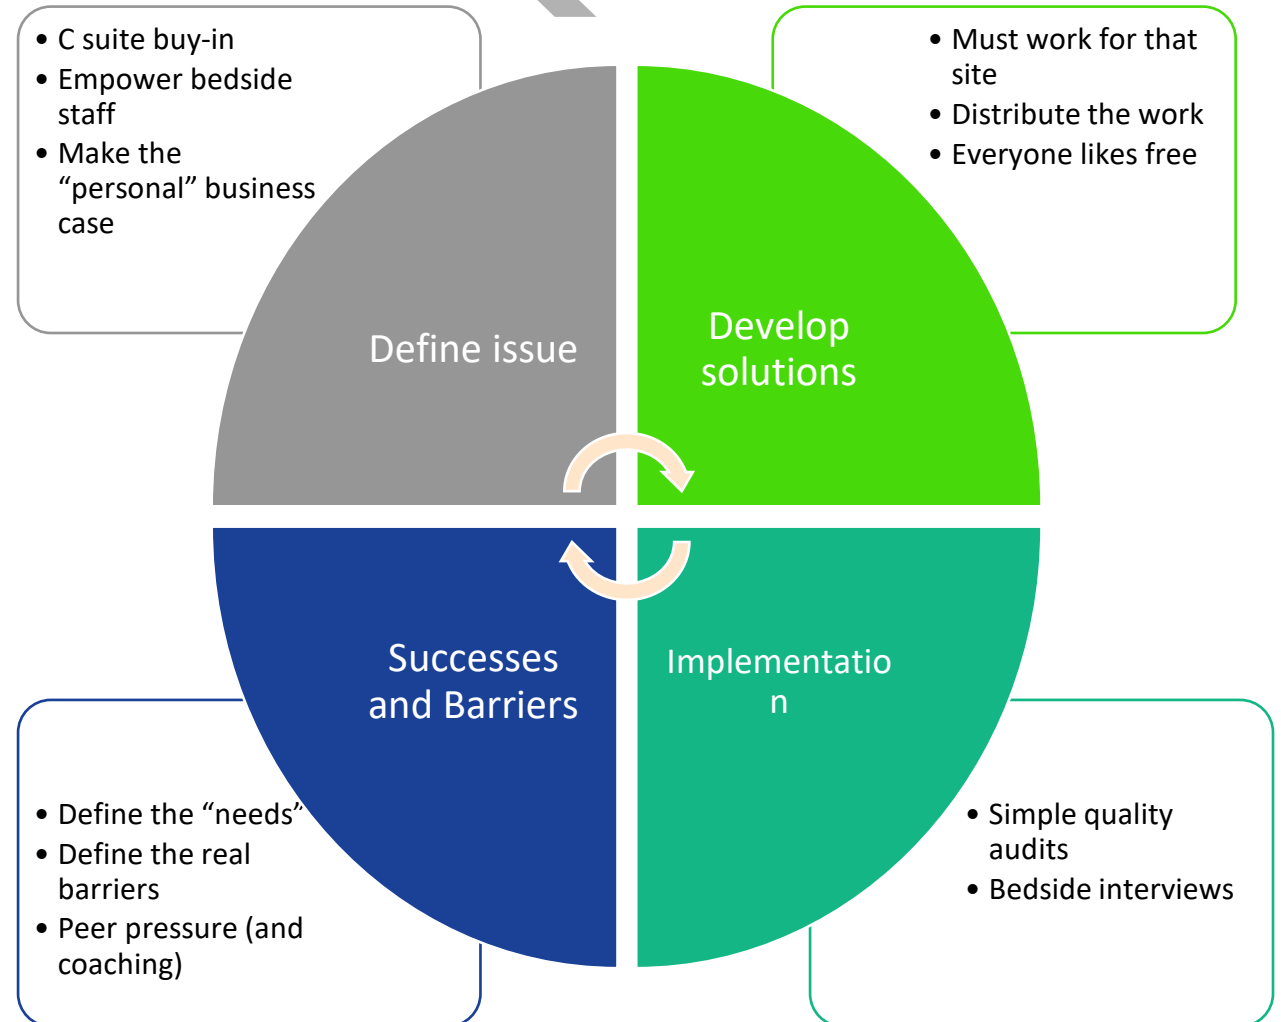 • C suite buy-in
• Empower bedside
staff
• Make the
“personal” business
case
• Must work for that
site
• Distribute the work
• Everyone likes free
Define issue
Develop
solutions
Successes
and Barriers
Implementatio
n
• Define the “needs”
• Define the real
barriers
• Peer pressure (and
coaching)
• Simple quality
audits
• Bedside interviews